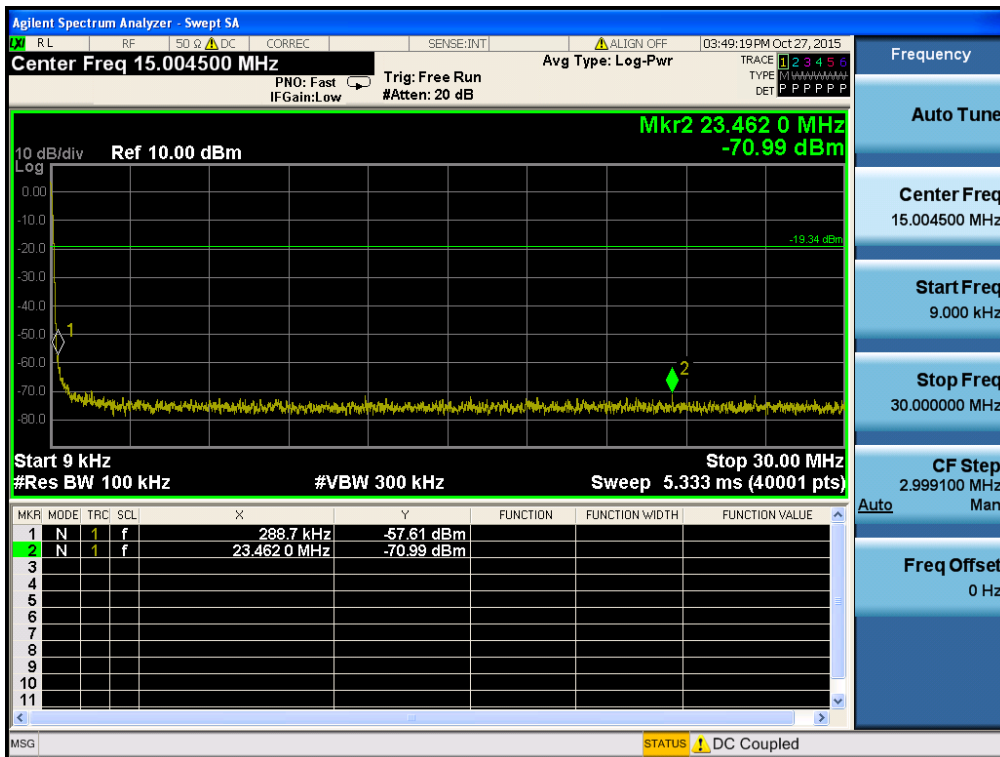 Agilent Spectrum Analyzer - Swept SA
LXI RL RF 50 Ω DC CORREC SENSE:INT ALIGN OFF 03:49:19 PM Oct 27, 2015
Center Freq 15.004500 MHz
PNO: Fast
IFGain:Low
Trig: Free Run
#Atten: 20 dB
Avg Type: Log-Pwr
TRACE 1 2 3 4 5 6
TYPE M WWWWW
DET P P P P P P
Mkr2 23.462 0 MHz
-70.99 dBm
10 dB/div Ref 10.00 dBm
Log
0.00
-10.0
-20.0
-19.34 dBm
-30.0
-40.0
-50.0
1
-60.0
2
-70.0
-80.0
Start 9 kHz Stop 30.00 MHz
#Res BW 100 kHz #VBW 300 kHz Sweep 5.333 ms (40001 pts)
MKR MODE TRC SCL X Y FUNCTION FUNCTION WIDTH FUNCTION VALUE
1 N 1 f 288.7 kHz -57.61 dBm
2 N 1 f 23.462 0 MHz -70.99 dBm
3
4
5
6
7
8
9
10
11
MSG STATUS DC Coupled
Frequency
Auto Tune
Center Freq
15.004500 MHz
Start Freq
9.000 kHz
Stop Freq
30.000000 MHz
CF Step
2.999100 MHz
Auto Man
Freq Offset
0 Hz